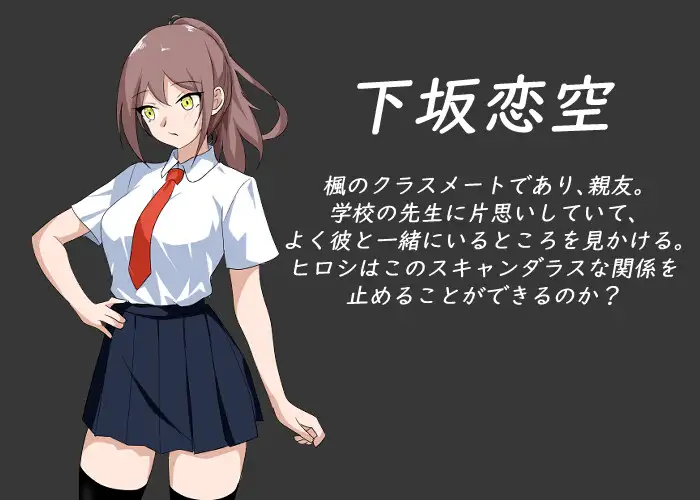 下坂恋空
楓のクラスメートであり、親友。
学校の先生に片思いしていて、
よく彼と一緒にいるところを見かける。
ヒロシはこのスキャンダラスな関係を
止めることができるのか？